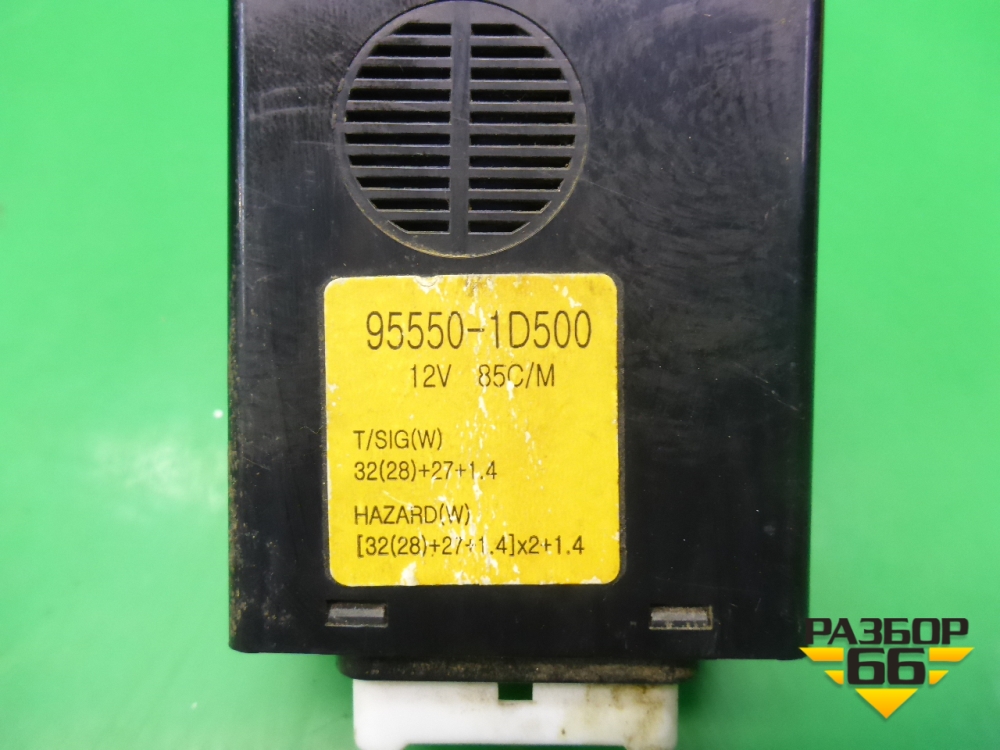 95550-1D500
12V 85C/M
T/SIG(W)
32(28)+27+1.4
HAZARD(W)
[32(28)+27+1.4]x2+1.4
РАЗБОР
66